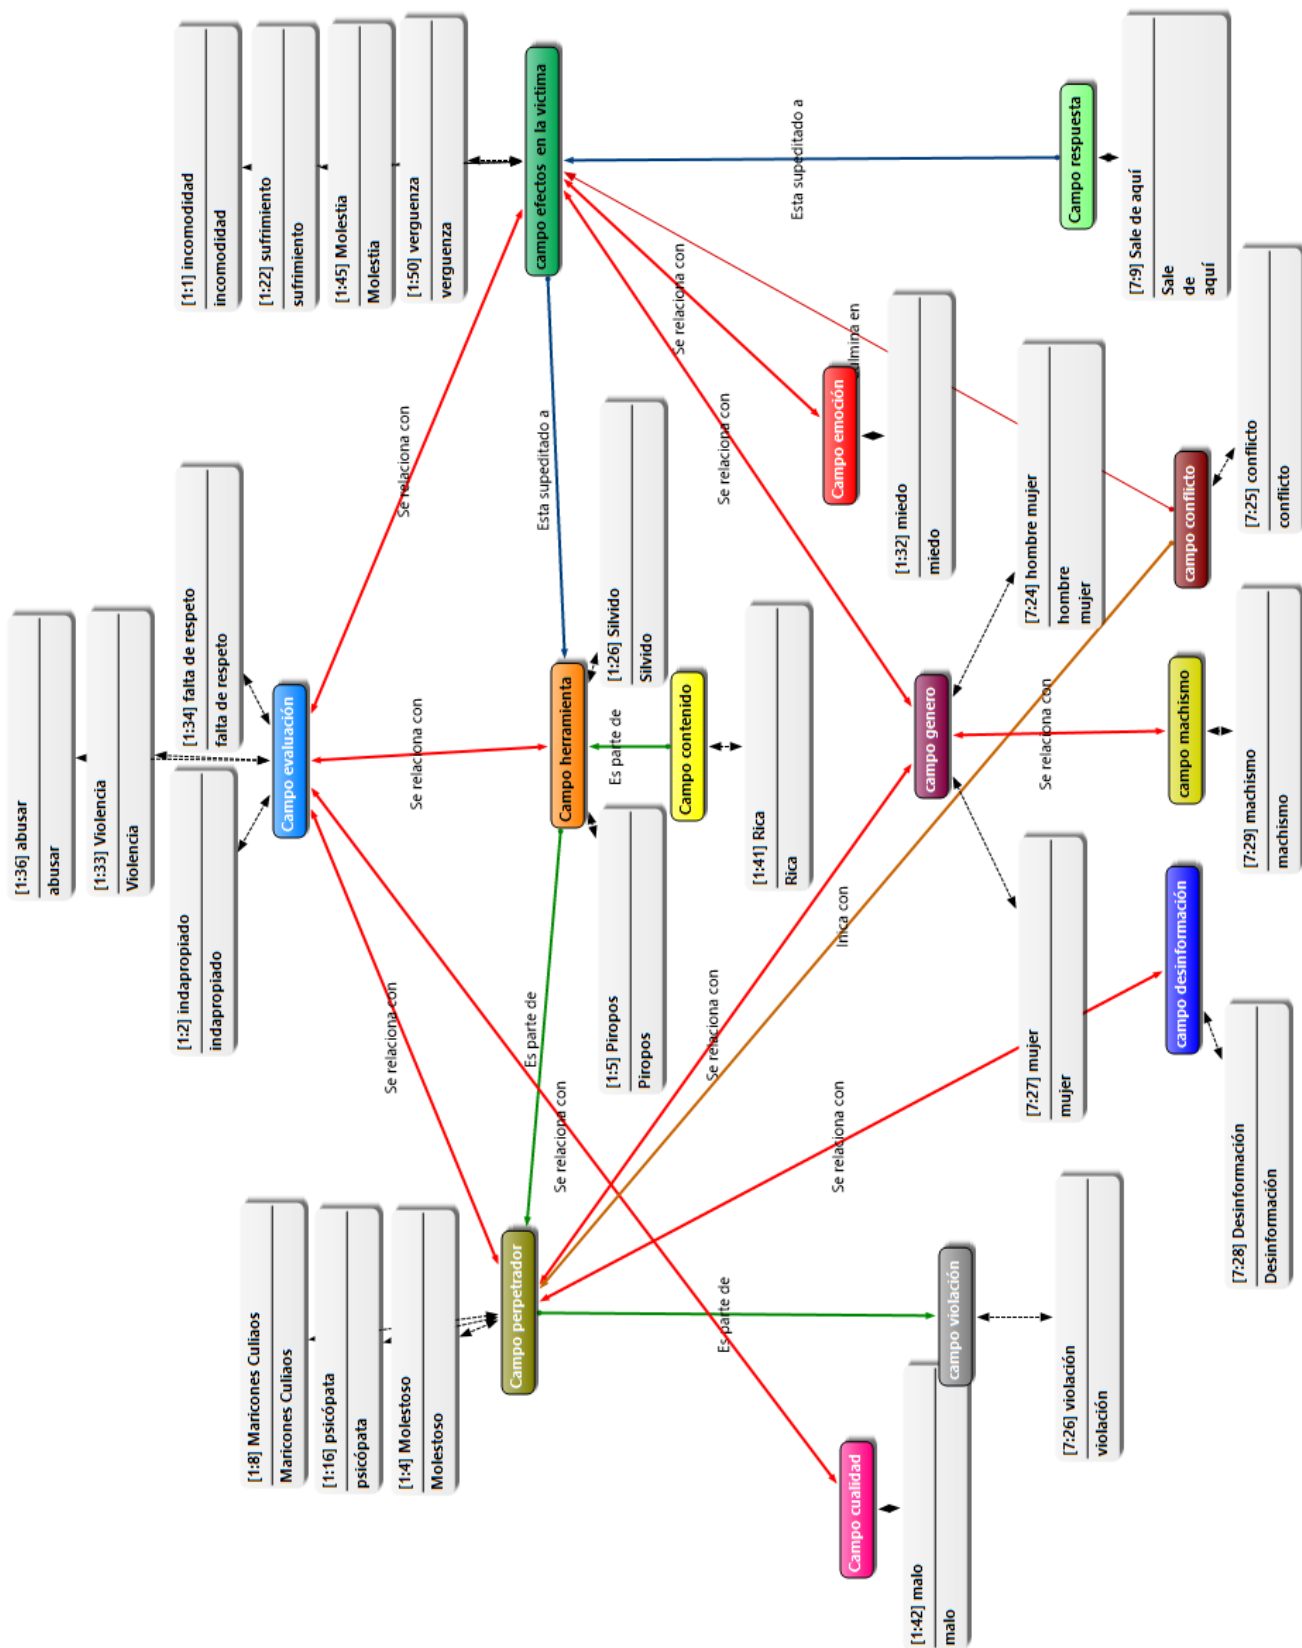 [1:36] abusar
abusar
[1:33] Violencia
Violencia
[1:2] indapropiado
indapropiado
[1:34] falta de respeto
falta de respeto
[1:1] incomodidad
incomodidad
[1:22] sufrimiento
sufrimiento
[1:45] Molestia
Molestia
[1:50] verguenza
verguenza
[1:8] Maricones Culiaos
Maricones Culiaos
[1:16] psicópata
psicópata
[1:4] Molestoso
Molestoso
Campo evaluación
Se relaciona con
Se relaciona con
Se relaciona con
Campo perpetrador
Es parte de
Campo herramienta
Esta supeditado a
campo efectos en la victima
Se relaciona con
[1:5] Piropos
Piropos
Es parte de
[1:26] Silvido
Silvido
Campo contenido
Se relaciona con
Es parte de
Se relaciona con
[1:41] Rica
Rica
Se relaciona con
Esta supeditado a
Campo cualidad
Se relaciona con
Inica con
Campo emoción
ulmina en
[1:42] malo
malo
campo violación
campo genero
[1:32] miedo
miedo
[7:27] mujer
mujer
Se relaciona con
[7:24] hombre mujer
hombre
mujer
[7:26] violación
violación
Campo respuesta
campo desinformación
campo machismo
campo conflicto
[7:9] Sale de aquí
Sale
de
aquí
[7:28] Desinformación
Desinformación
[7:29] machismo
machismo
[7:25] conflicto
conflicto